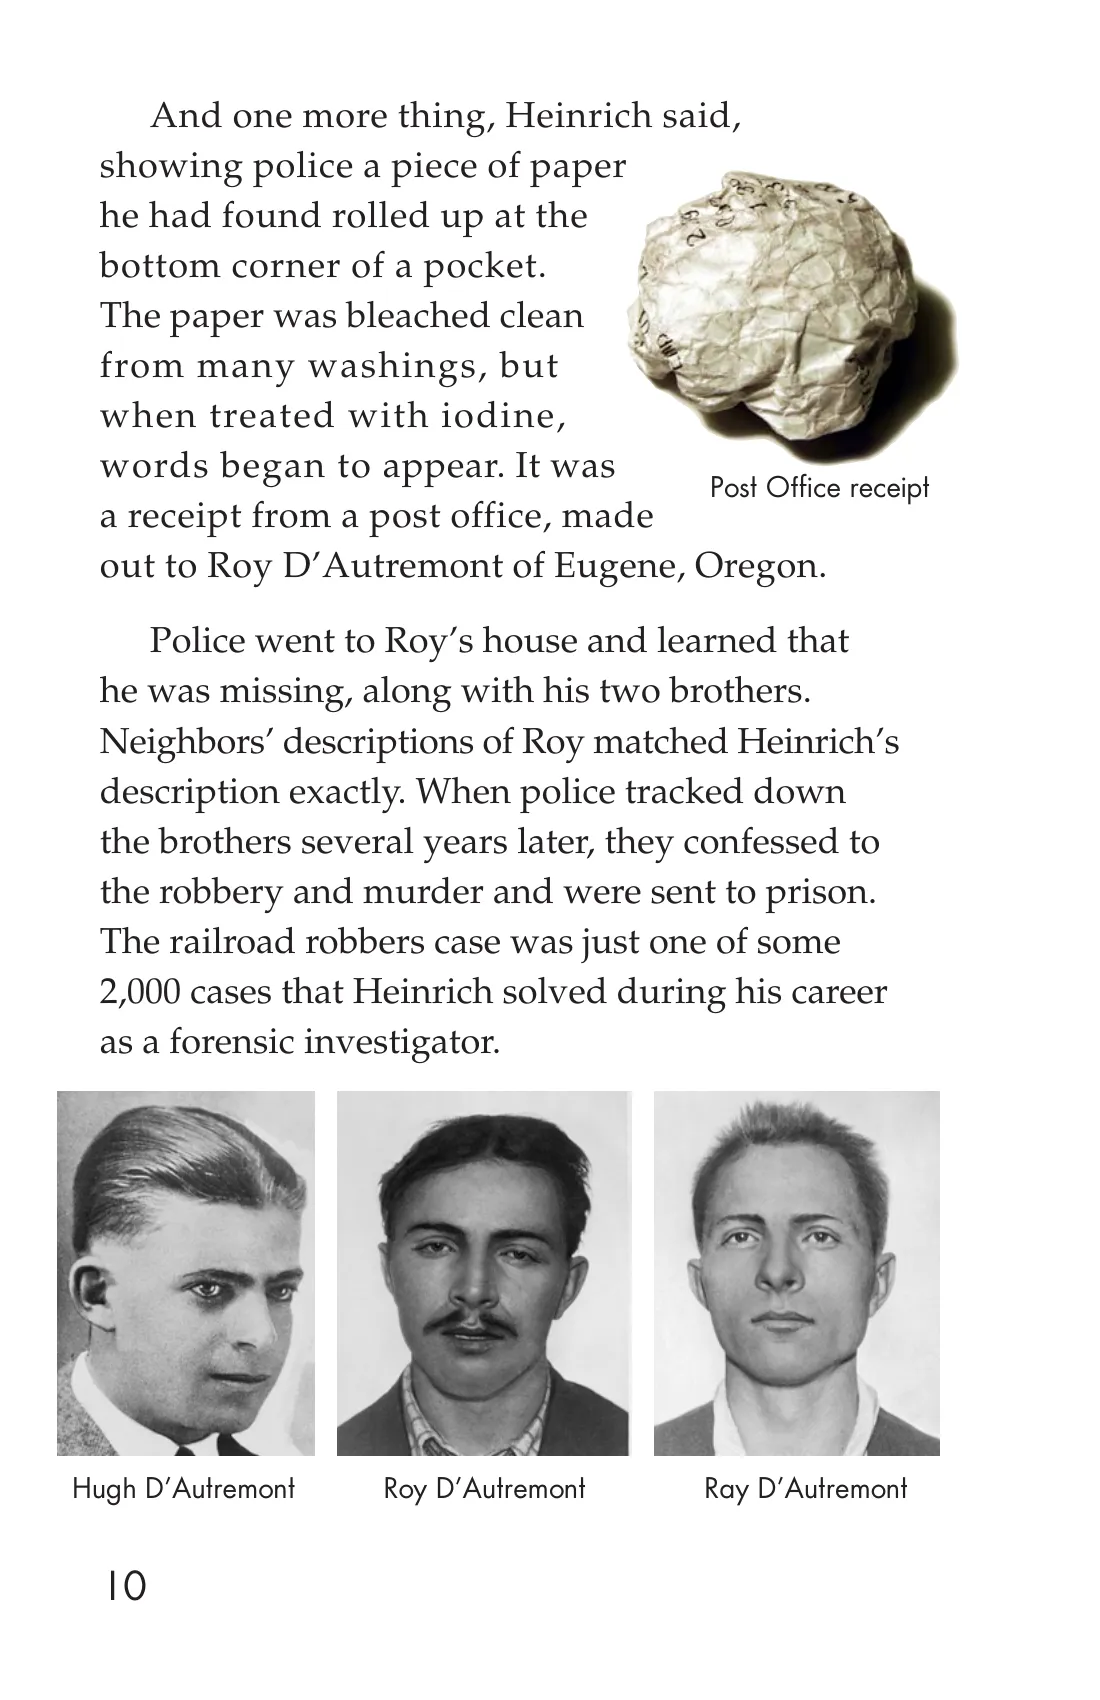 And one more thing, Heinrich said,
showing police a piece of paper
he had found rolled up at the
bottom corner of a pocket.
The paper was bleached clean
from many washings, but
when treated with iodine,
words began to appear. It was
a receipt from a post office, made
out to Roy D’Autremont of Eugene, Oregon.
Post Office receipt
Police went to Roy’s house and learned that
he was missing, along with his two brothers.
Neighbors’ descriptions of Roy matched Heinrich’s
description exactly. When police tracked down
the brothers several years later, they confessed to
the robbery and murder and were sent to prison.
The railroad robbers case was just one of some
2,000 cases that Heinrich solved during his career
as a forensic investigator.
Hugh D’Autremont
Roy D’Autremont
Ray D’Autremont
10